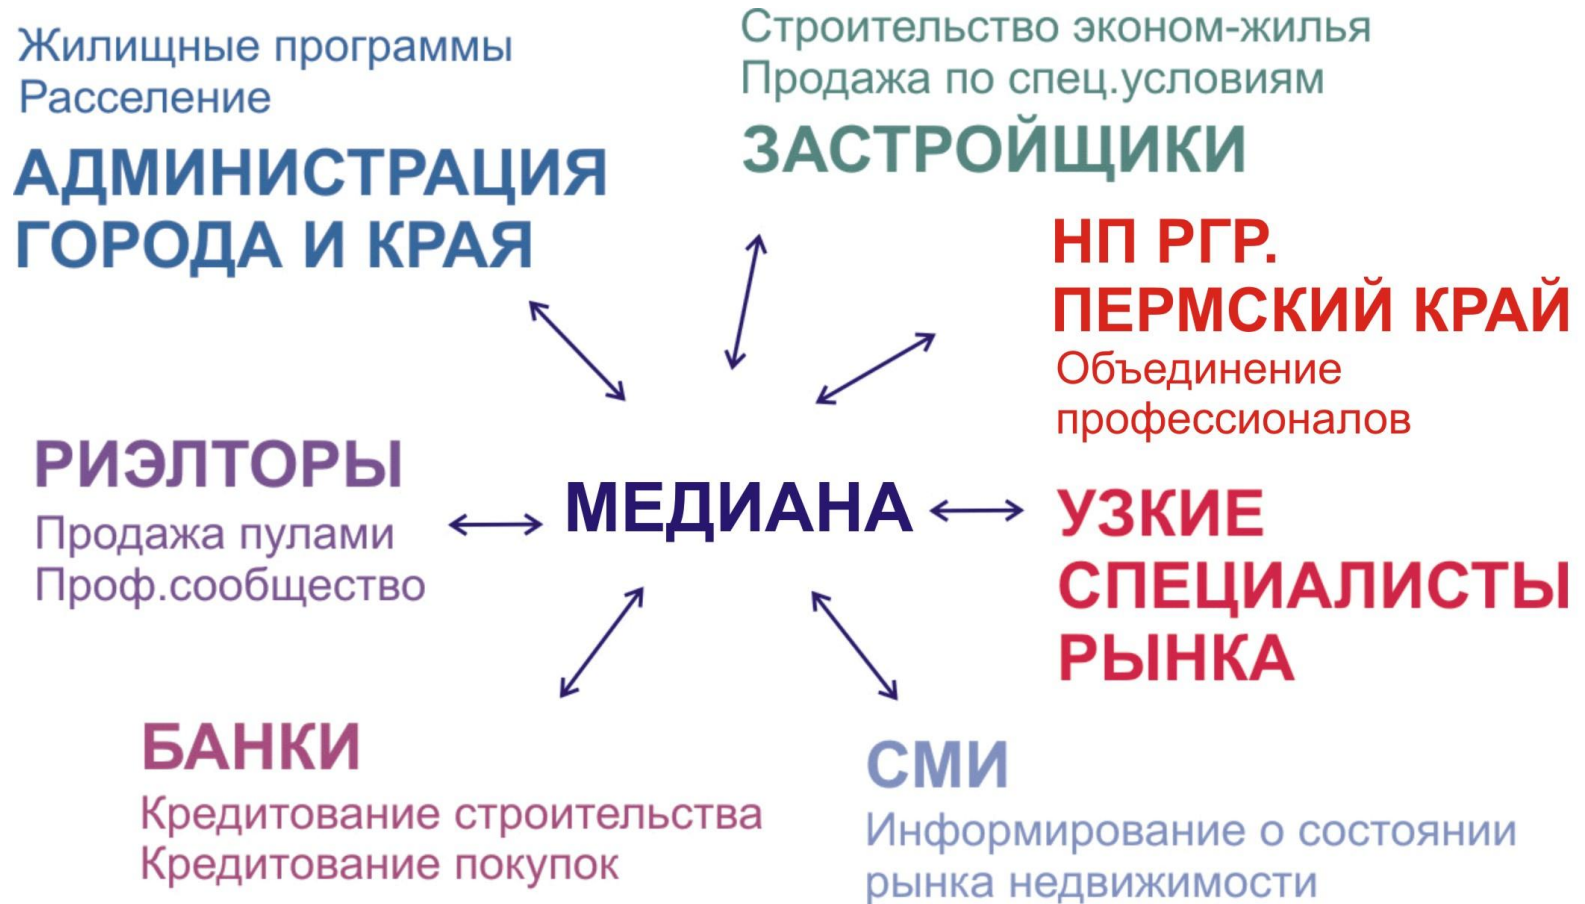 Жилищные программы
Расселение
АДМИНИСТРАЦИЯ
ГОРОДА И КРАЯ
Строительство эконом-жилья
Продажа по спец.условиям
ЗАСТРОЙЩИКИ
НП РГР.
ПЕРМСКИЙ КРАЙ
Объединение
профессионалов
РИЭЛТОРЫ
Продажа пулами
Проф.сообщество
МЕДИАНА
УЗКИЕ
СПЕЦИАЛИСТЫ
РЫНКА
БАНКИ
Кредитование строительства
Кредитование покупок
СМИ
Информирование о состоянии
рынка недвижимости